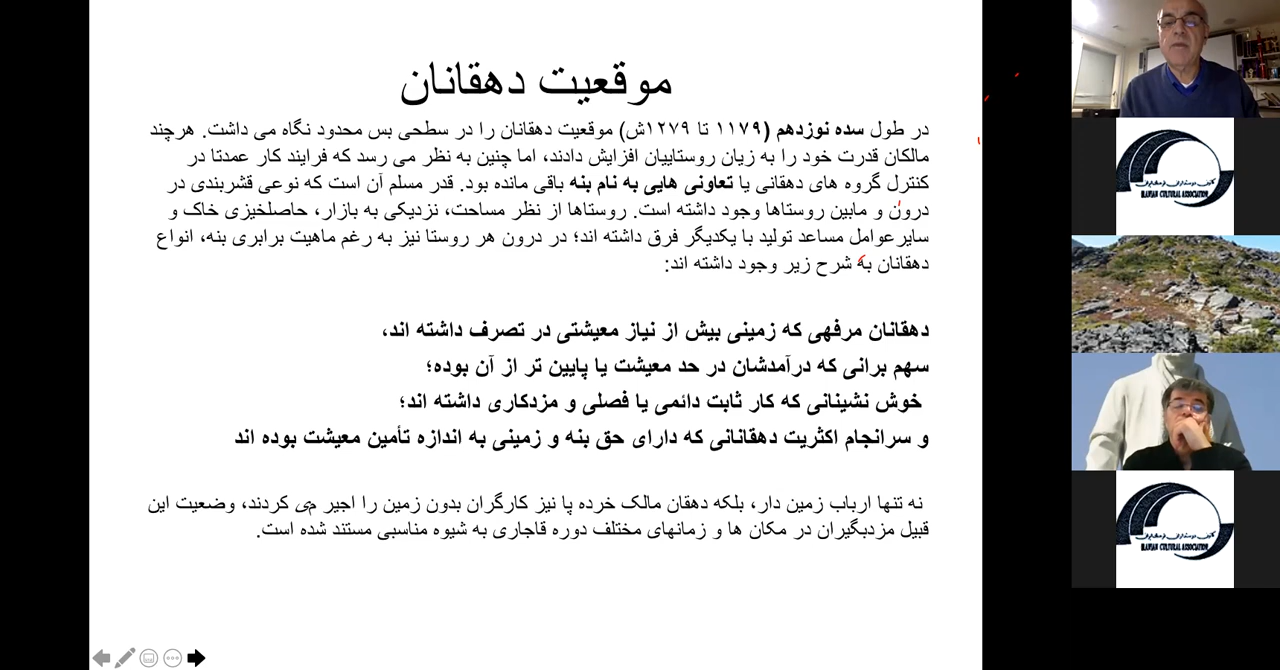 موقعیت دهقانان
در طول سده نوزدهم (۱۱۷۹ تا ۱۲۷۹ش) موقعیت دهقانان را در سطحی بس محدود نگاه می داشت. هرچند
مالکان قدرت خود را به زیان روستاییان افزایش دادند، اما چنین به نظر می رسد که فرایند کار عمدتا در
کنترل گروه های دهقانی یا تعاونی هایی به نام بنه باقی مانده بود. قدر مسلم آن است که نوعی قشربندی در
درون و مابین روستاها وجود داشته است. روستاها از نظر مساحت، نزدیکی به بازار، حاصلخیزی خاک و
سایرعوامل مساعد تولید با یکدیگر فرق داشته اند؛ در درون هر روستا نیز به رغم ماهیت برابری بنه، انواع
دهقانان به شرح زیر وجود داشته اند:
دهقانان مرفهی که زمینی بیش از نیاز معیشتی در تصرف داشته اند،
سهم برانی که درآمدشان در حد معیشت یا پایین تر از آن بوده؛
خوش نشینانی که کار ثابت دائمی یا فصلی و مزدکاری داشته اند؛
و سرانجام اکثریت دهقانانی که دارای حق بنه و زمینی به اندازه تأمین معیشت بوده اند
نه تنها ارباب زمین دار، بلکه دهقان مالک خرده پا نیز کارگران بدون زمین را اجیر می کردند، وضعیت این
قبیل مزدبگیران در مکان ها و زمانهای مختلف دوره قاجاری به شیوه مناسبی مستند شده است.
IRANIAN CULTURAL ASSOCIATION
IRANIAN CULTURAL ASSOCIATION